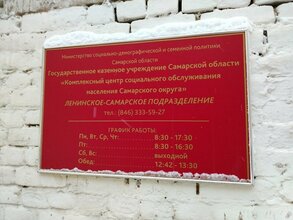 Министерство социально-демографической и семейной политики
Самарской области
Государственное казенное учреждение Самарской области
«Комплексный центр социального обслуживания
населения Самарского округа»
ЛЕНИНСКОЕ-САМАРСКОЕ ПОДРАЗДЕЛЕНИЕ
тел.: (846) 333-59-27
ГРАФИК РАБОТЫ:
Пн, Вт, Ср, Чт: 8:30 - 17:30
Пт: 8:30 - 16:30
Сб, Вс: выходной
Обед: 12:42 - 13:30